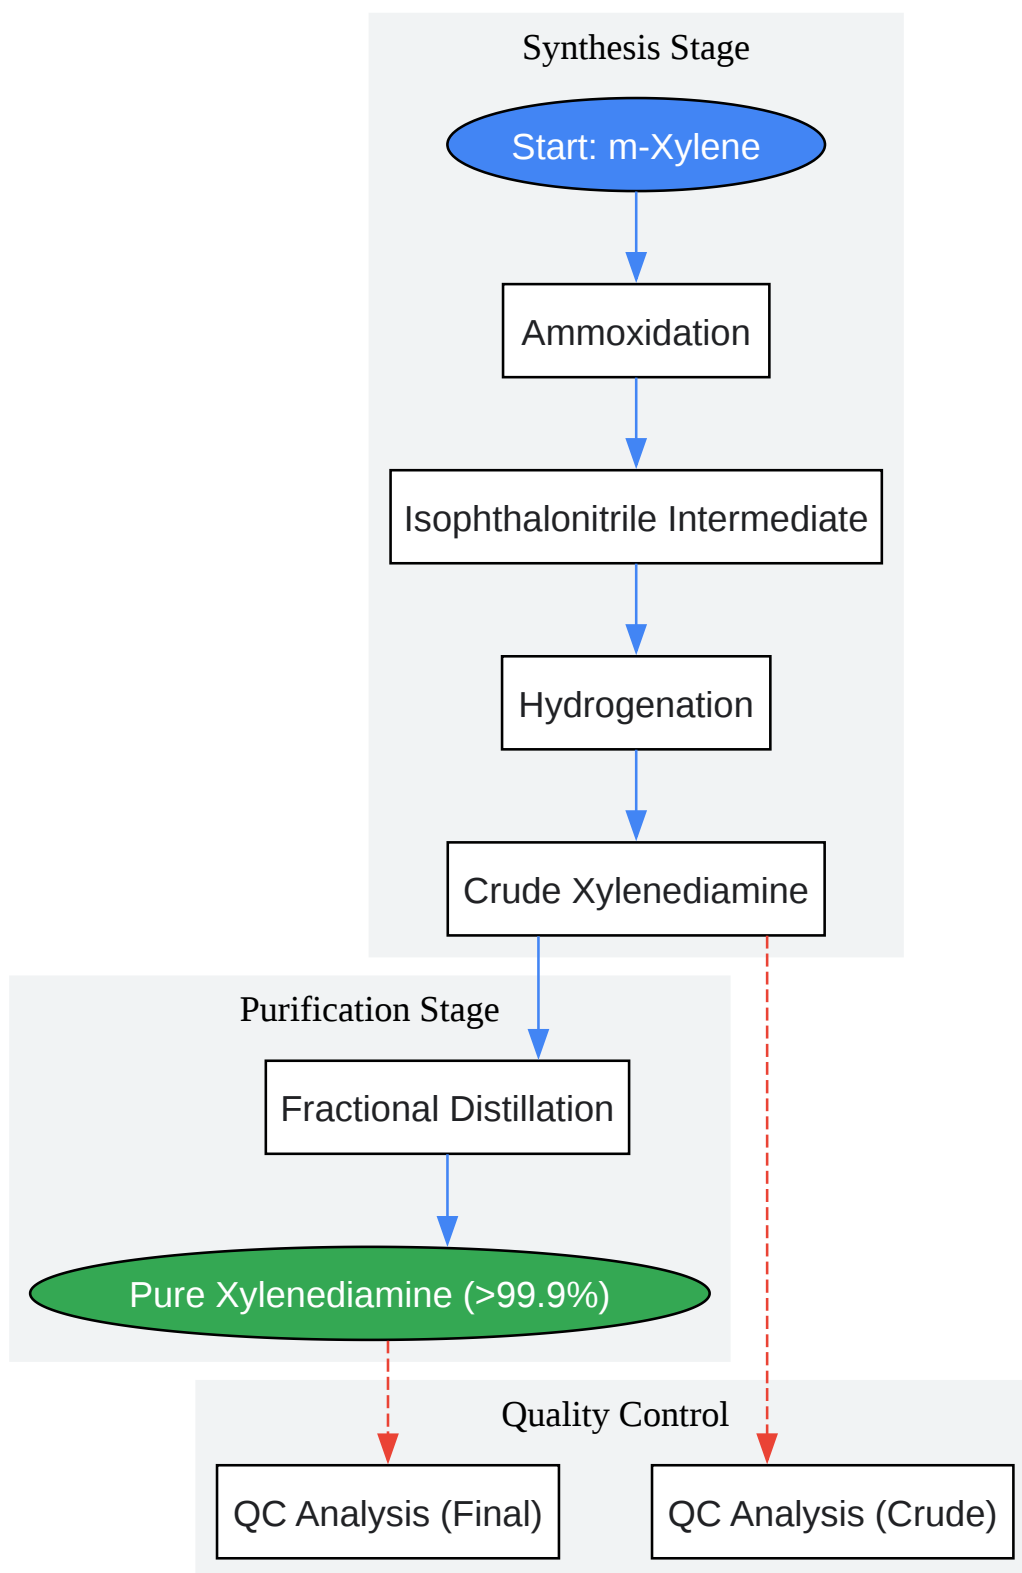 Synthesis Stage
Start: m-Xylene
Ammoxidation
Isophthalonitrile Intermediate
Hydrogenation
Crude Xylenediamine
Purification Stage
Fractional Distillation
Pure Xylenediamine (>99.9%)
Quality Control
QC Analysis (Final)
QC Analysis (Crude)